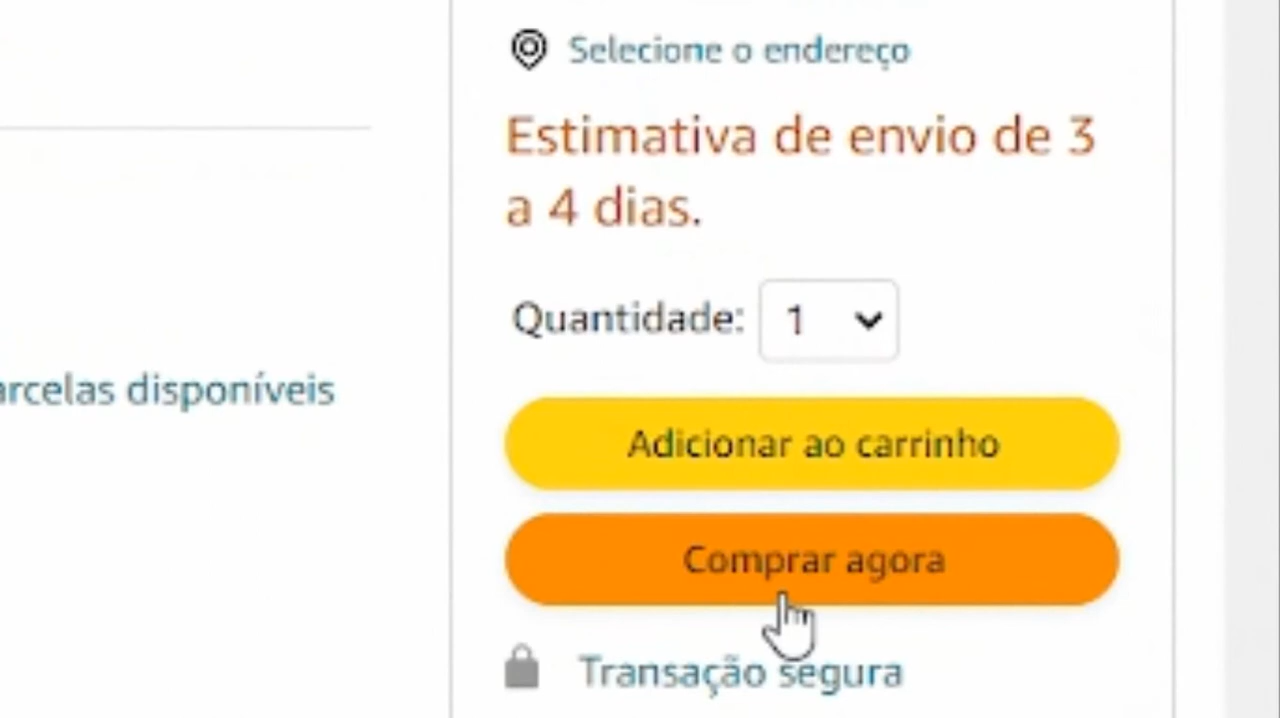 Selecione o endereço
Estimativa de envio de 3
a 4 dias.
Quantidade: 1
arcelas disponíveis
Adicionar ao carrinho
Comprar agora
Transação segura